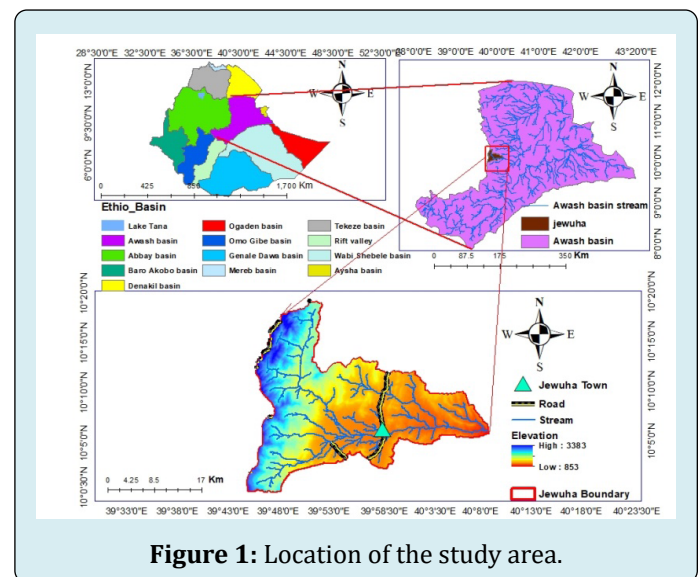 28°30'0"E 36°30'0"E 40°30'0"E 44°30'0"E 48°30'0"E 52°30'0"E
13°0'0"N
9°30'0"N
6°0'0"N
N
W E
S
0 425 850 1,700 Km
Ethio_Basin
Lake Tana
Awash basin
Abbay basin
Baro Akobo basin
Denakil basin
Ogaden basin
Omo Gibe basin
Genale Dawa basin
Mereb basin
Tekeze basin
Rift valley
Wabi Shebele basin
Aysha basin
38°0'0"E 39°0'0"E 40°0'0"E 41°0'0"E 42°0'0"E 43°20'0"E
N
W E
S
12°0'0"N
11°0'0"N
10°0'0"N
9°0'0"N
8°0'0"N
Awash basin stream
jewuha
Awash basin
0 87.5 175 350 Km
10°20'0"N
10°15'0"N
10°10'0"N
10°0'30"N
10°20'0"N
10°5'0"N
N
W E
S
Jewuha Town
Road
Stream
Elevation
High : 3383
Low : 853
Jewuha Boundary
0 4.25 8.5 17 Km
39°33'0"E 39°38'0"E 39°43'0"E 39°48'0"E 39°53'0"E 39°58'30"E 40°3'30"E 40°8'0"E 40°13'0"E 40°18'0"E 40°23'30"E
Figure 1: Location of the study area.